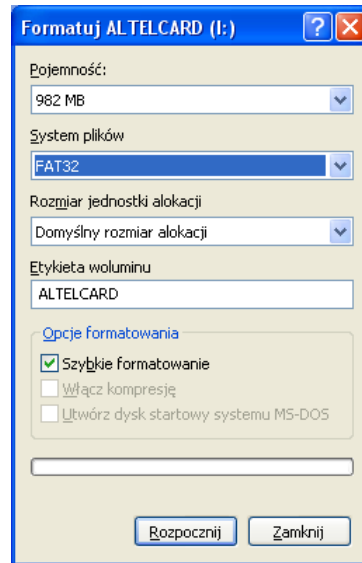 Formatuj ALTELCARD (I:)
Pojemność:
982 MB
System plików
FAT32
Rozmiar jednostki alokacji
Domyślny rozmiar alokacji
Etykieta woluminu
ALTELCARD
Opcje formatowania
Szybkie formatowanie
Włącz kompresję
Utwórz dysk startowy systemu MS-DOS
Rozpocznij Zamknij